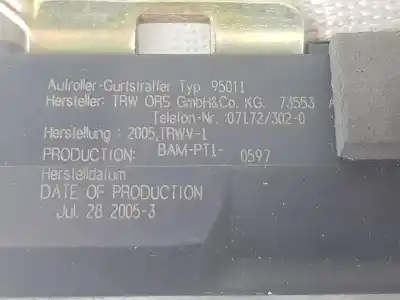 Aufroller-Gurtstraffer Typ 95011
Hersteller: TRW ORS GmbH&Co. KG. 73553 A
Telefon-Nr.:07172/302-0
Herstellung : 2005,TRWV-1
PRODUCTION: BAM-PT1- 0597
Herstelldatum
DATE OF PRODUCTION
Jul. 28 2005-3